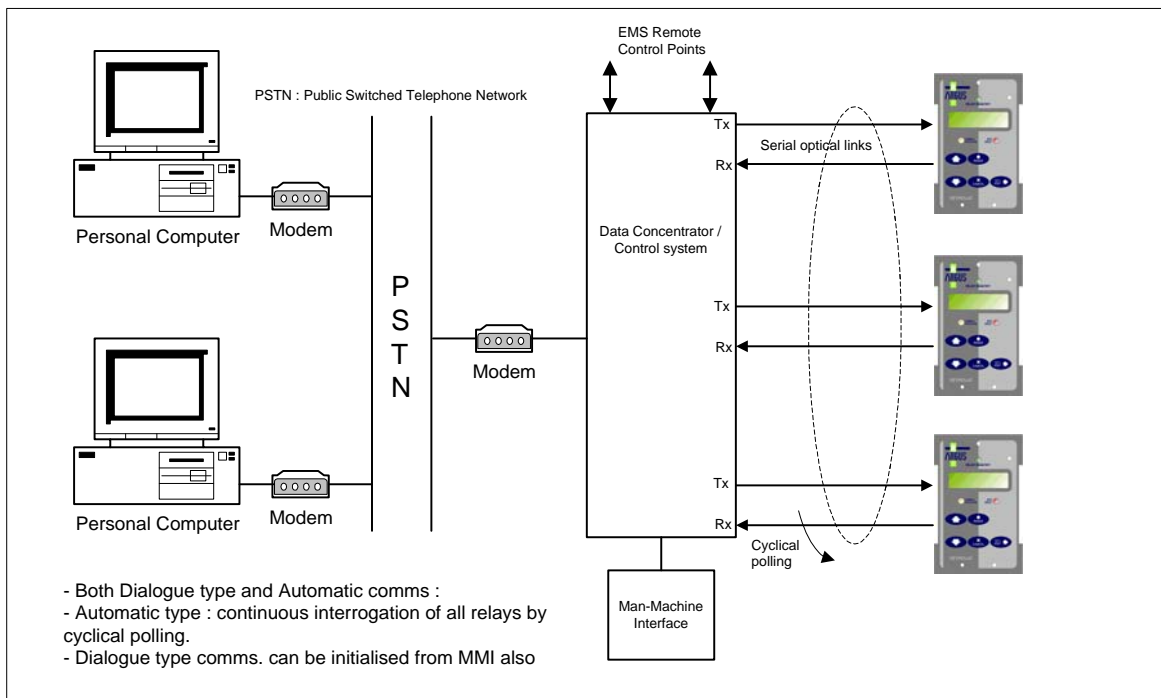 EMS Remote
Control Points
PSTN : Public Switched Telephone Network
Tx
Serial optical links
Rx
ARGUS
Personal Computer
Modem
Data Concentrator /
Control system
P
S
T
N
Modem
Tx
Rx
ARGUS
Personal Computer
Modem
Tx
Rx
ARGUS
Cyclical
polling
Man-Machine
Interface
- Both Dialogue type and Automatic comms :
- Automatic type : continuous interrogation of all relays by
cyclical polling.
- Dialogue type comms. can be initialised from MMI also